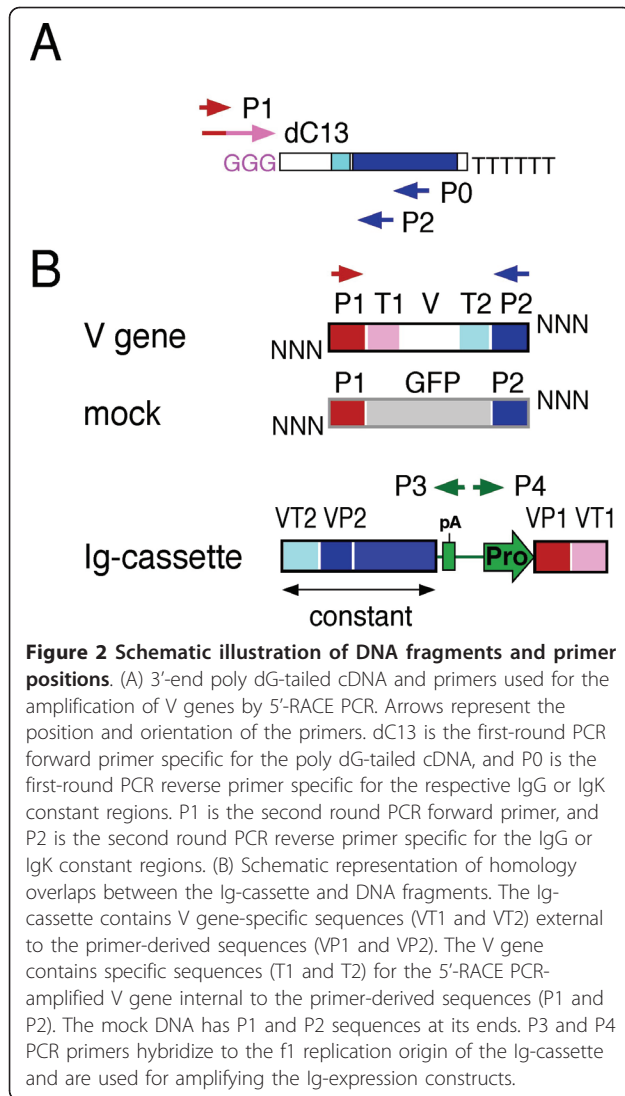 A
P1
dC13
GGG
TTTTTT
P0
P2
B
P1 T1 V T2 P2
V gene
NNN
NNN
P1 GFP P2
mock
NNN
NNN
P3 P4
VT2 VP2 pA VP1 VT1
Ig-cassette
Pro
constant
Figure 2 Schematic illustration of DNA fragments and primer
positions. (A) 3’-end poly dG-tailed cDNA and primers used for the
amplification of V genes by 5’-RACE PCR. Arrows represent the
position and orientation of the primers. dC13 is the first-round PCR
forward primer specific for the poly dG-tailed cDNA, and P0 is the
first-round PCR reverse primer specific for the respective IgG or IgK
constant regions. P1 is the second round PCR forward primer, and
P2 is the second round PCR reverse primer specific for the IgG or
IgK constant regions. (B) Schematic representation of homology
overlaps between the Ig-cassette and DNA fragments. The Ig-
cassette contains V gene-specific sequences (VT1 and VT2) external
to the primer-derived sequences (VP1 and VP2). The V gene
contains specific sequences (T1 and T2) for the 5’-RACE PCR-
amplified V gene internal to the primer-derived sequences (P1 and
P2). The mock DNA has P1 and P2 sequences at its ends. P3 and P4
PCR primers hybridize to the f1 replication origin of the Ig-cassette
and are used for amplifying the Ig-expression constructs.